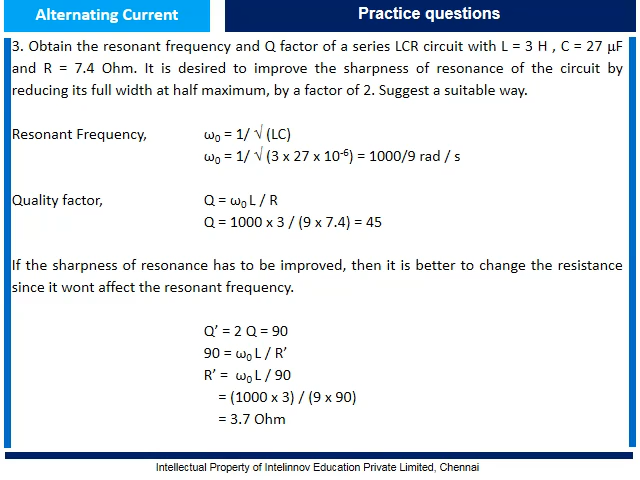 Alternating Current
Practice questions
3. Obtain the resonant frequency and Q factor of a series LCR circuit with L = 3 H , C = 27 µF
and R = 7.4 Ohm. It is desired to improve the sharpness of resonance of the circuit by
reducing its full width at half maximum, by a factor of 2. Suggest a suitable way.
Resonant Frequency, ω₀ = 1/ √ (LC)
ω₀ = 1/ √ (3 x 27 x 10⁻⁶) = 1000/9 rad / s
Quality factor, Q = ω₀ L / R
Q = 1000 x 3 / (9 x 7.4) = 45
If the sharpness of resonance has to be improved, then it is better to change the resistance
since it wont affect the resonant frequency.
Q’ = 2 Q = 90
90 = ω₀ L / R’
R’ = ω₀ L / 90
= (1000 x 3) / (9 x 90)
= 3.7 Ohm
Intellectual Property of Intelinnov Education Private Limited, Chennai